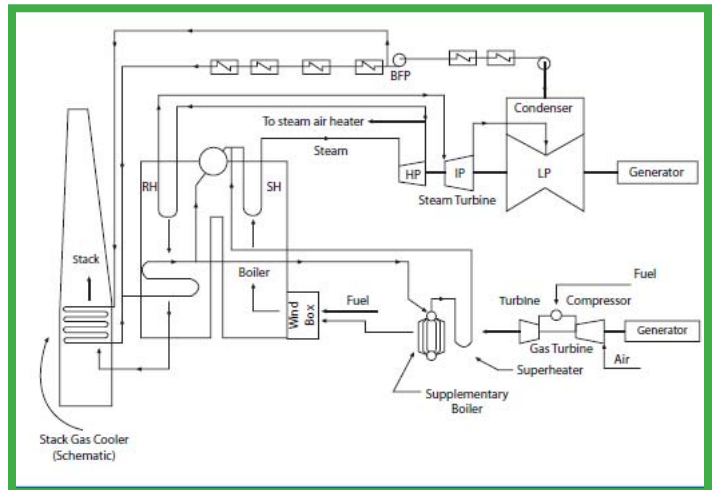 BFP
Condenser
To steam air heater
Steam
RH
SH
HP
IP
LP
Generator
Steam Turbine
Stack
Boiler
Wind
Box
Fuel
Fuel
Turbine
Compressor
Generator
Gas Turbine
Air
Superheater
Supplementary
Boiler
Stack Gas Cooler
(Schematic)